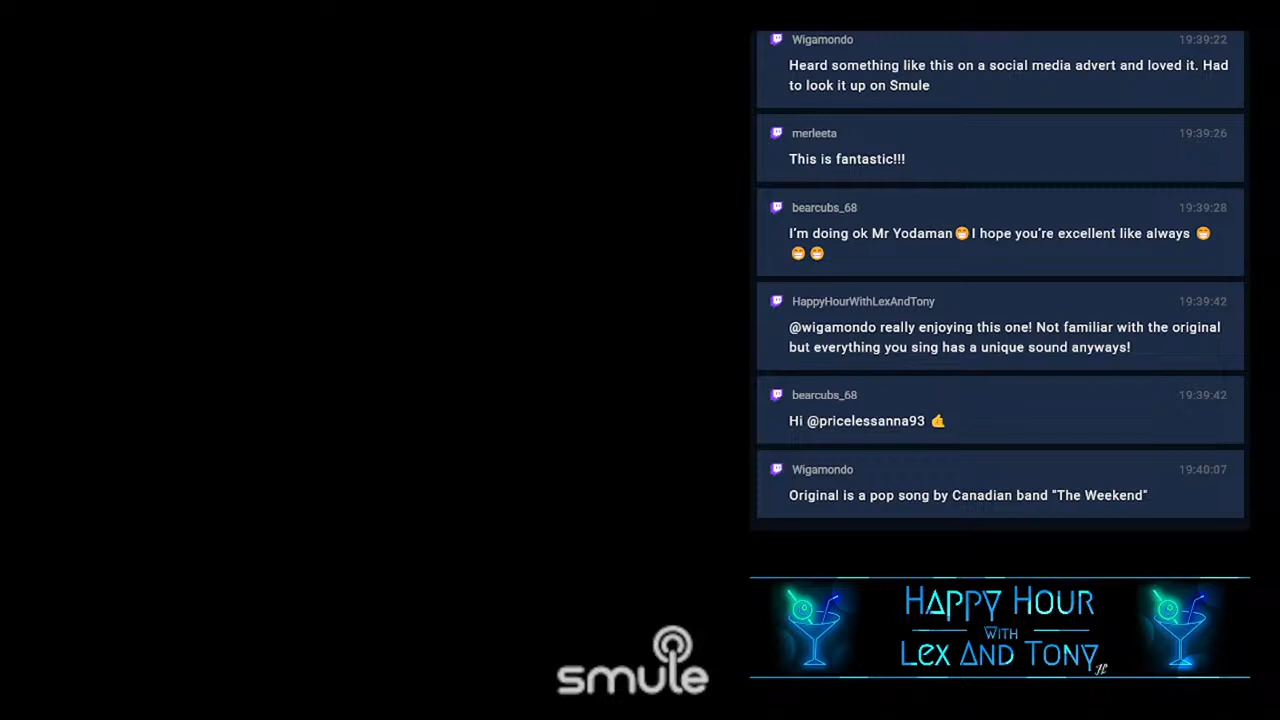 Wigamondo 19:39:22
Heard something like this on a social media advert and loved it. Had
to look it up on Smule
merleeta 19:39:26
This is fantastic!!!
bearcubs_68 19:39:28
I'm doing ok Mr Yodaman😁I hope you're excellent like always 😁
😁😁
HappyHourWithLexAndTony 19:39:42
@wigamondo really enjoying this one! Not familiar with the original
but everything you sing has a unique sound anyways!
bearcubs_68 19:39:42
Hi @pricelessanna93 🤙
Wigamondo 19:40:07
Original is a pop song by Canadian band "The Weekend"
HAPPY HOUR
WITH
LEX AND TONY
smule